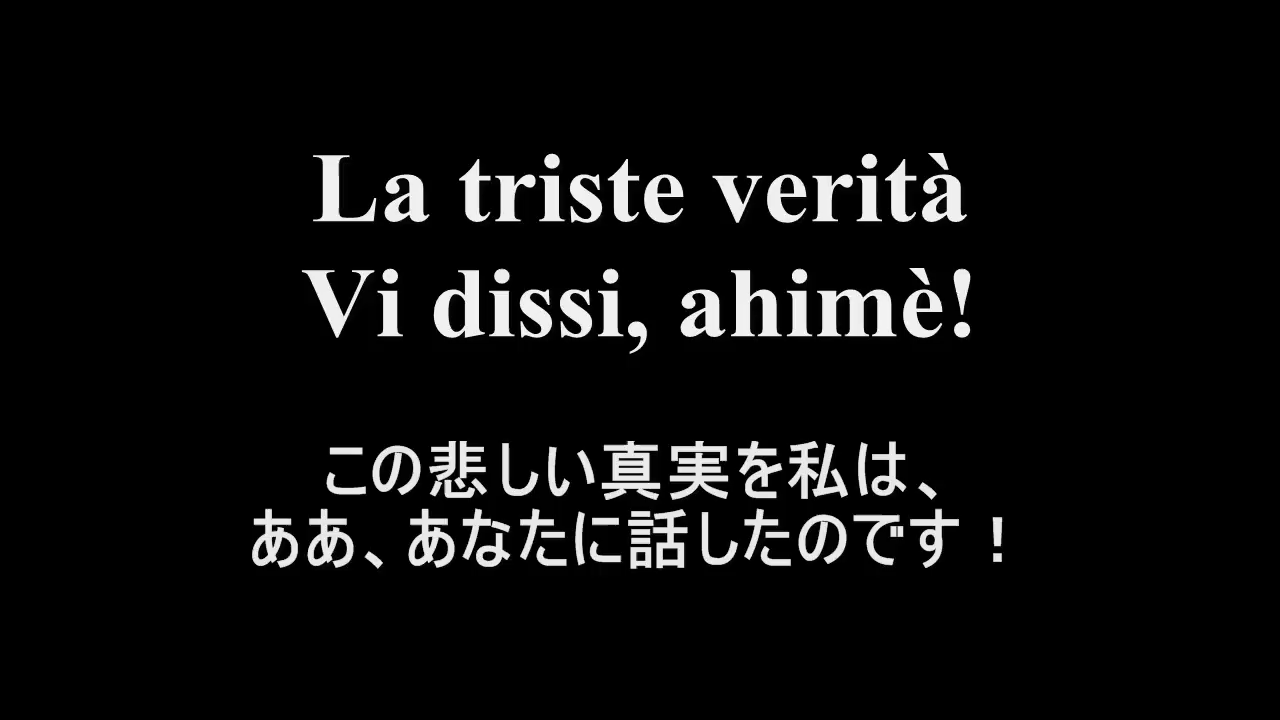 La triste verità
Vi dissi, ahimè!
この悲しい真実を私は、
ああ、あなたに話したのです！